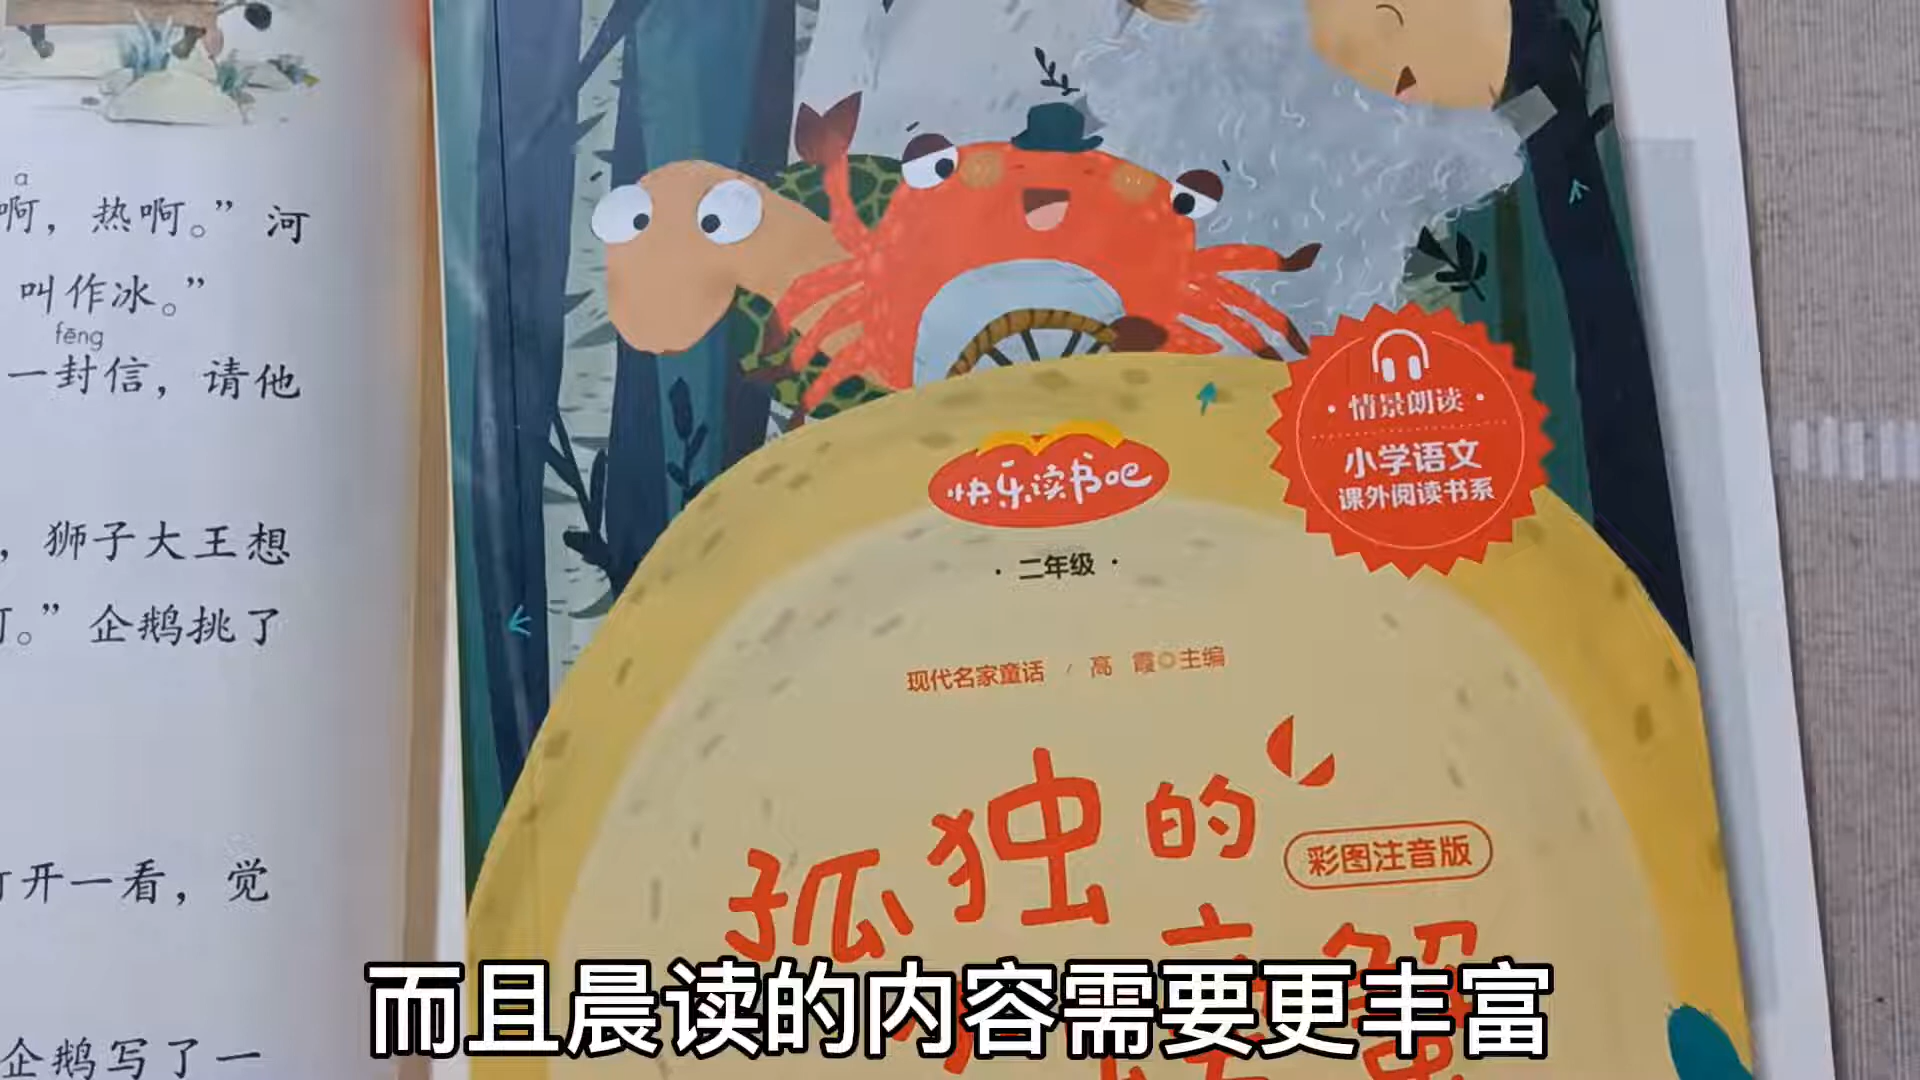 ɑ
啊，热啊。”河
叫作冰。”
fēng
一封信，请他
，狮子大王想
。”企鹅挑了
打开一看，觉
企鹅写了一
情景朗读
小学语文
课外阅读书系
快乐读书吧
·二年级·
现代名家童话 / 高 霞◎主编
孤独的
彩图注音版
而且晨读的内容需要更丰富